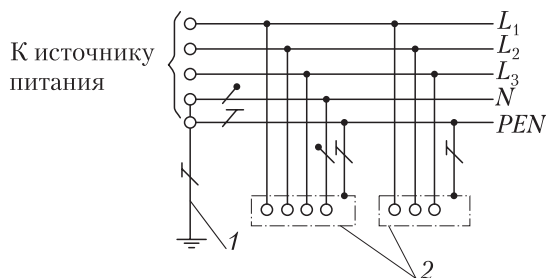 К источнику
питания
L1
L2
L3
N
PEN
1
2